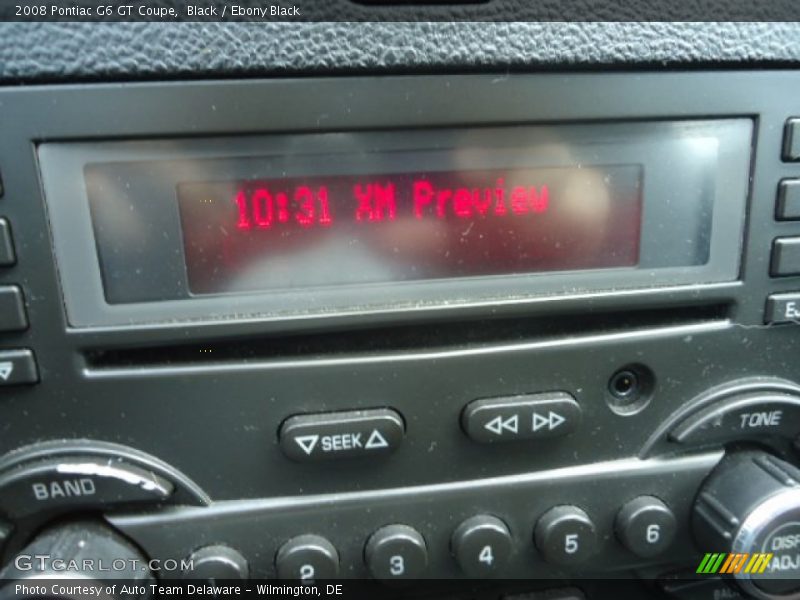 2008 Pontiac G6 GT Coupe, Black / Ebony Black
10:31 XM Preview
SEEK
TONE
BAND
2
3
4
5
6
GTCarLot.com
Photo Courtesy of Auto Team Delaware - Wilmington, DE